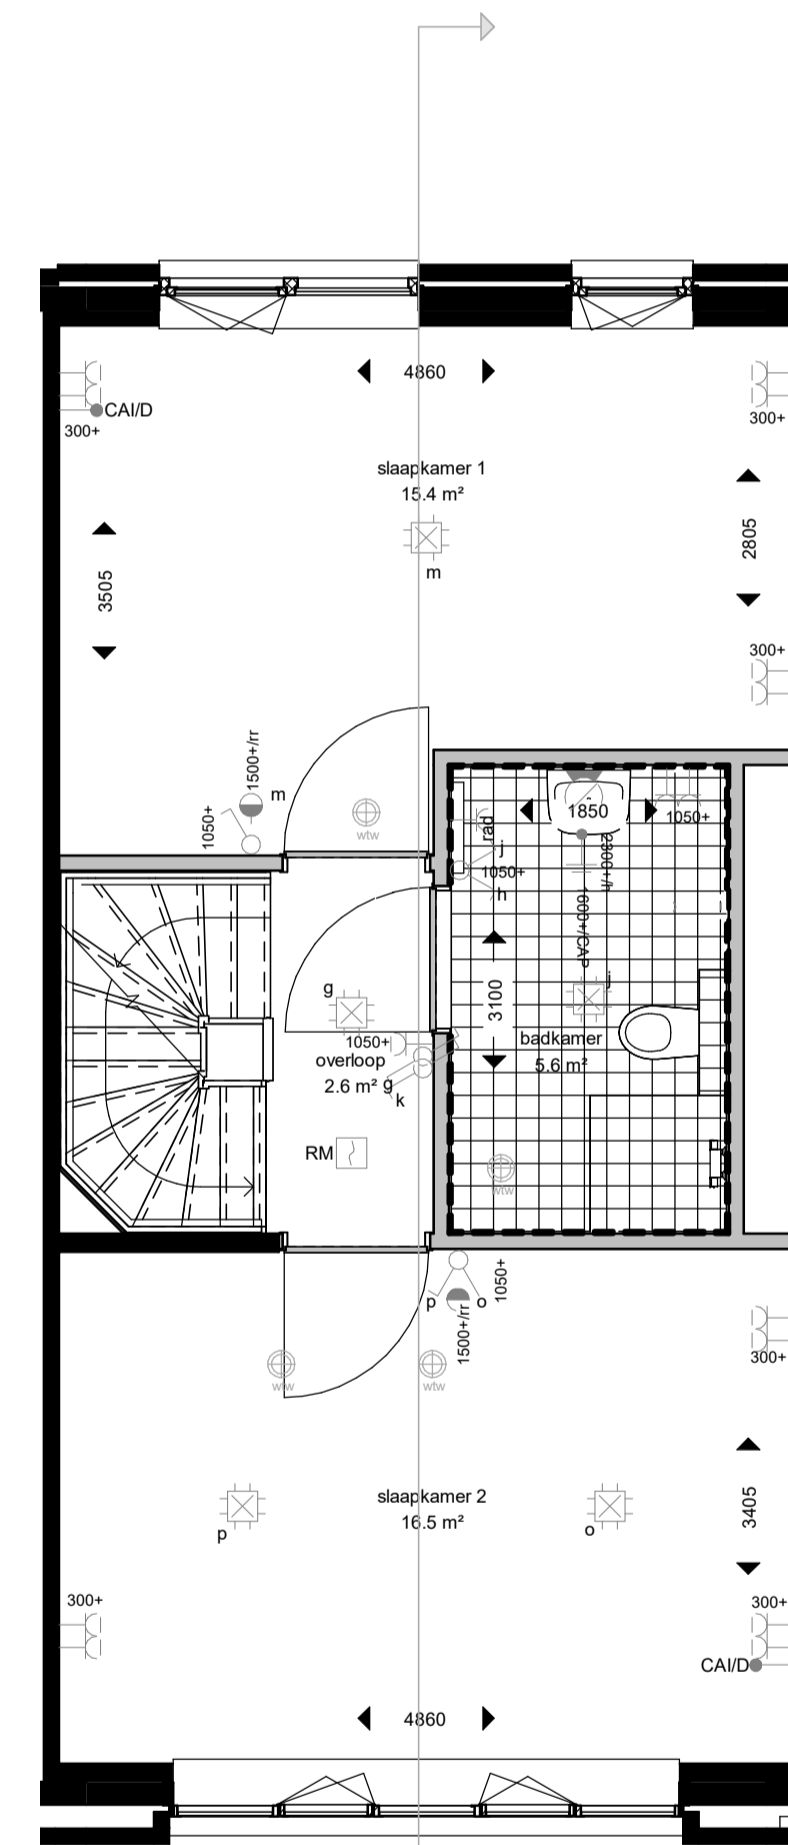 4860
CAI/D
300+
300+
slaapkamer 1
15.4 m²
2805
3505
m
300+
1500+/rr
m
1050+
wtw
1850
1050+
rad
j
1050+
h
2300+/h
1600+/CAP
j
g
3100
1050+
badkamer
overloop
5.6 m²
2.6 m²
g
k
RM
wtw
p
o
1050+
1500+/rr
300+
wtw
wtw
slaapkamer 2
16.5 m²
3405
p
o
300+
300+
CAI/D
4860